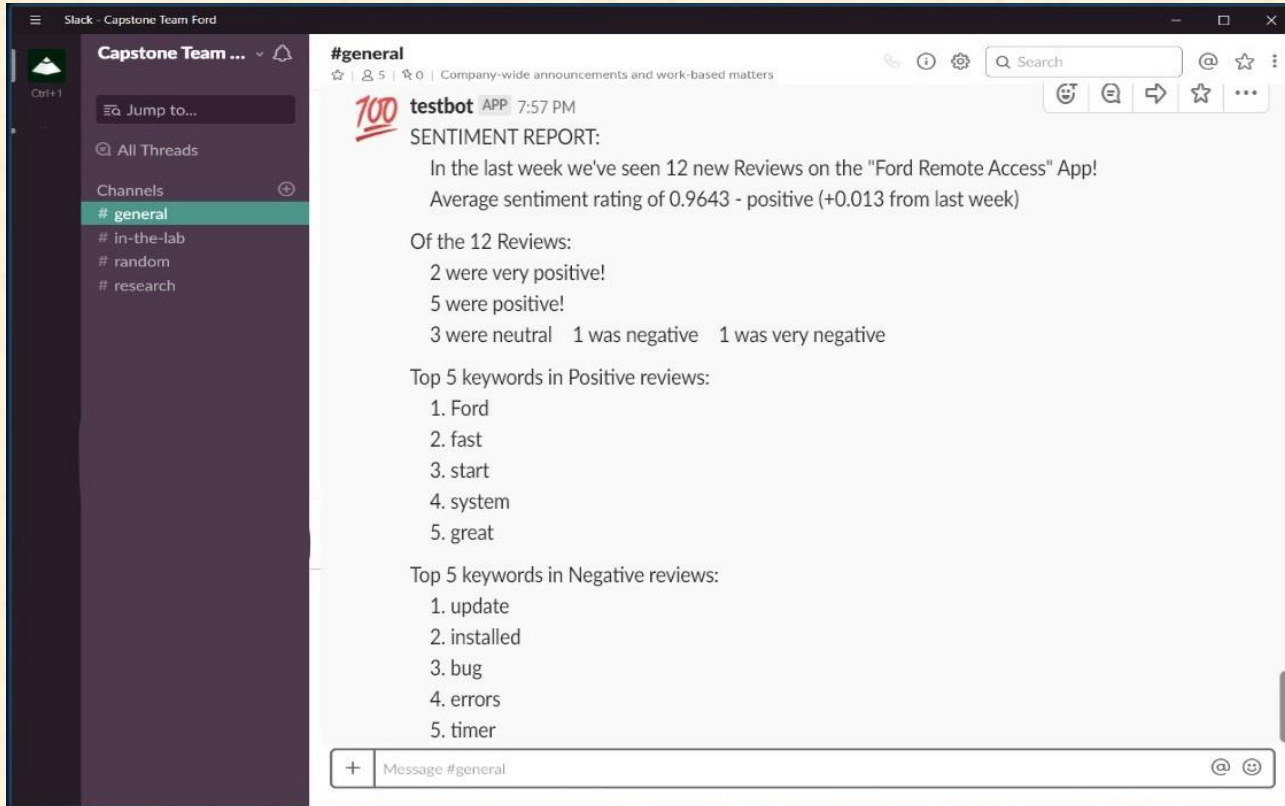 Slack - Capstone Team Ford
Ctrl+1
Capstone Team ...
Jump to...
All Threads
Channels
# general
# in-the-lab
# random
# research
#general
5 | 0 | Company-wide announcements and work-based matters
Search
100 testbot APP 7:57 PM
SENTIMENT REPORT:
In the last week we've seen 12 new Reviews on the "Ford Remote Access" App!
Average sentiment rating of 0.9643 - positive (+0.013 from last week)
Of the 12 Reviews:
2 were very positive!
5 were positive!
3 were neutral 1 was negative 1 was very negative
Top 5 keywords in Positive reviews:
1. Ford
2. fast
3. start
4. system
5. great
Top 5 keywords in Negative reviews:
1. update
2. installed
3. bug
4. errors
5. timer
Message #general